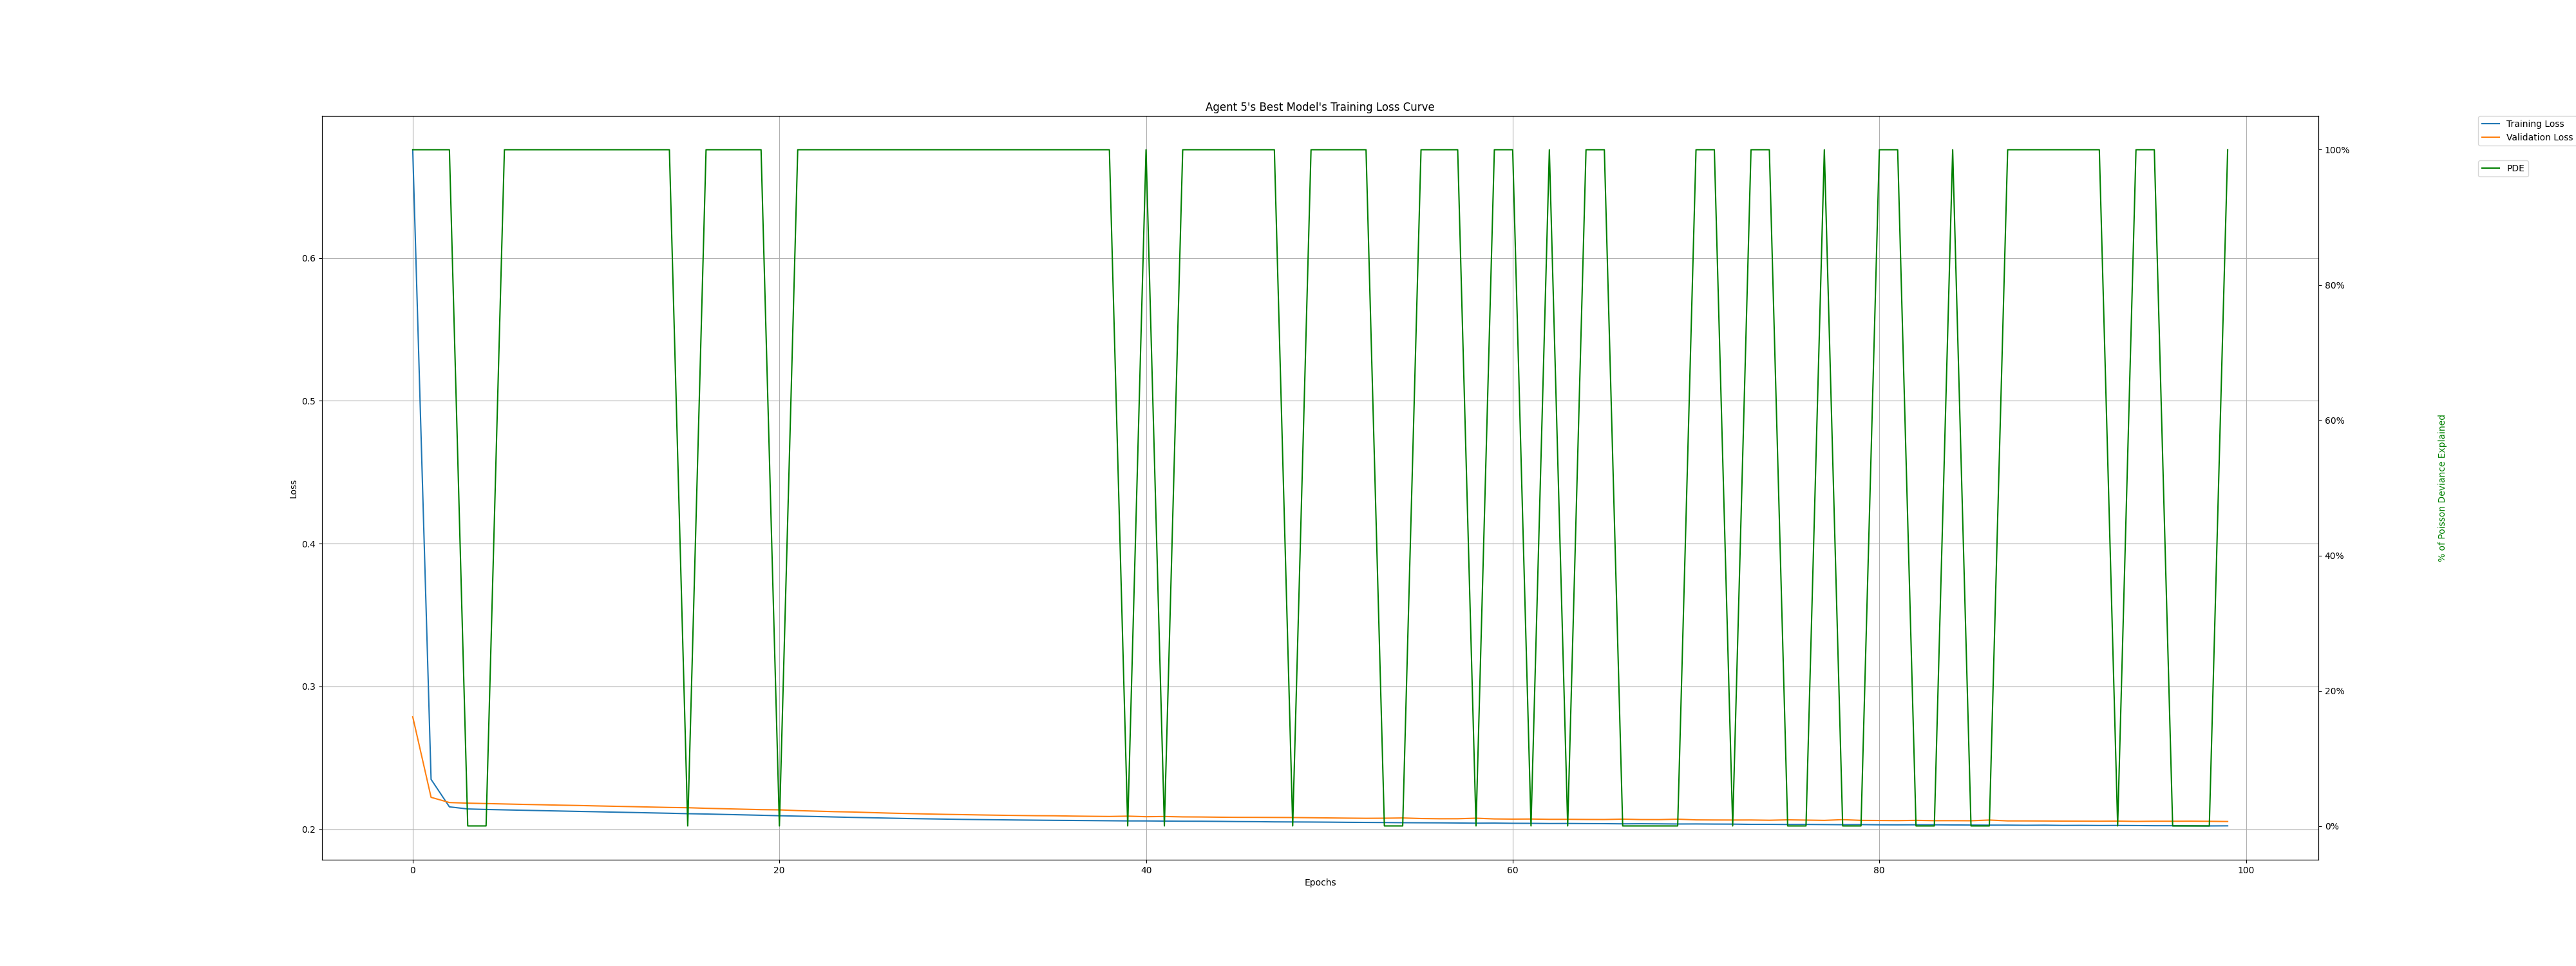 Agent 5's Best Model's Training Loss Curve
Training Loss
Validation Loss
PDE
Loss
0.6
0.5
0.4
0.3
0.2
100%
80%
60%
40%
20%
0%
% of Poisson Deviance Explained
0 20 40 60 80 100
Epochs